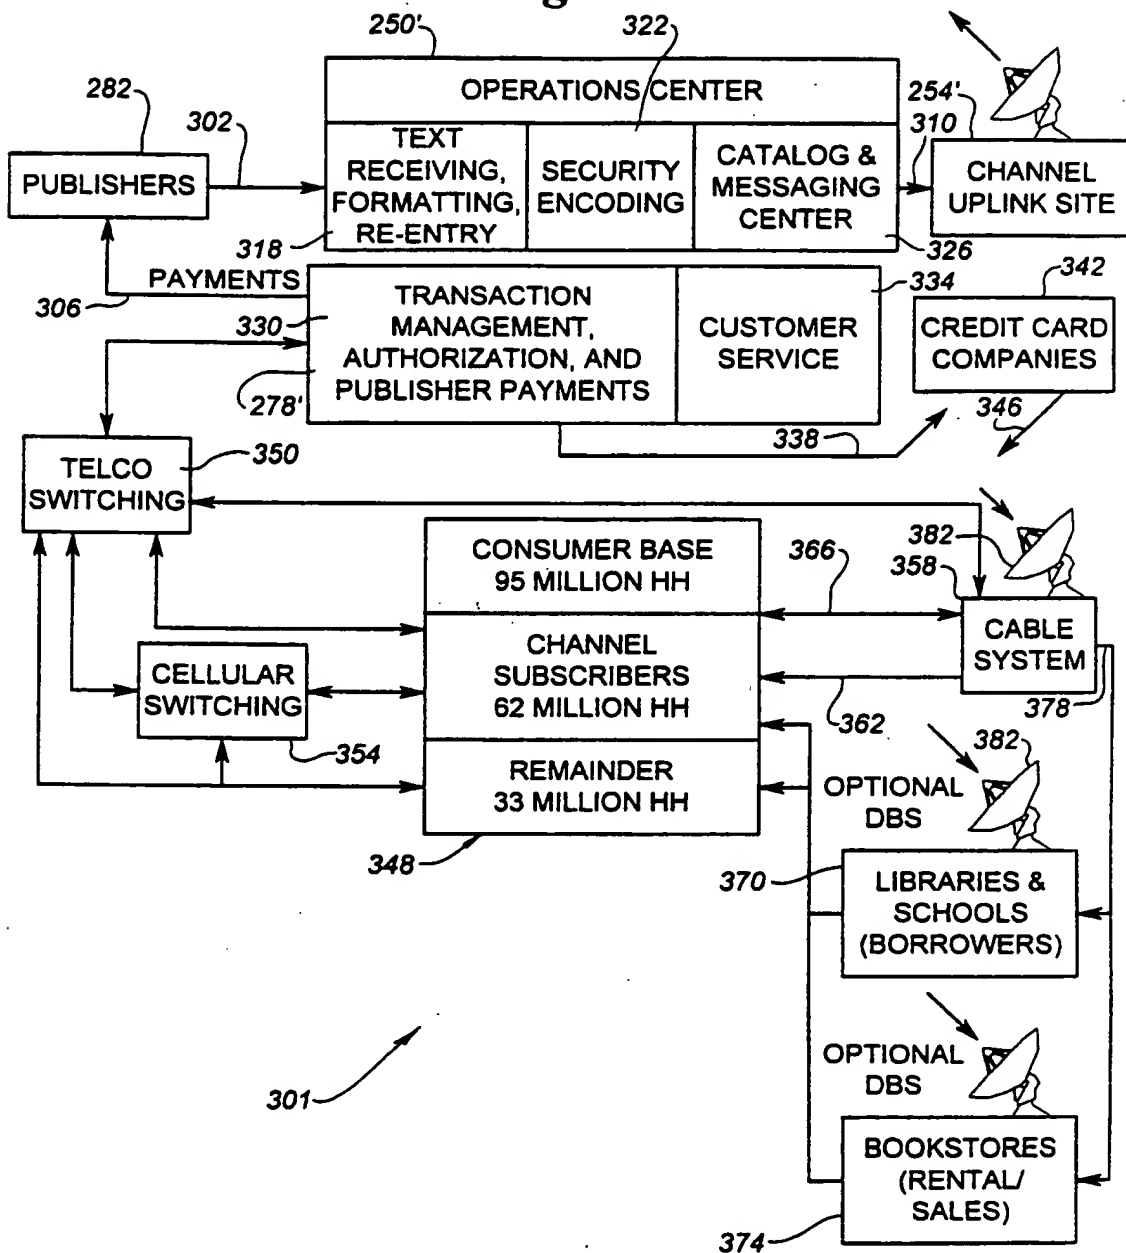 g
250'
322
OPERATIONS CENTER
282
302
254'
310
PUBLISHERS
TEXT
RECEIVING,
FORMATTING,
RE-ENTRY
318
SECURITY
ENCODING
CATALOG &
MESSAGING
CENTER
326
CHANNEL
UPLINK SITE
PAYMENTS
306
330
TRANSACTION
MANAGEMENT,
AUTHORIZATION, AND
PUBLISHER PAYMENTS
278'
CUSTOMER
SERVICE
334
342
CREDIT CARD
COMPANIES
346
338
TELCO
SWITCHING
350
CONSUMER BASE
95 MILLION HH
CHANNEL
SUBSCRIBERS
62 MILLION HH
REMAINDER
33 MILLION HH
348
366
382
358
CABLE
SYSTEM
378
362
CELLULAR
SWITCHING
354
382
OPTIONAL
DBS
370
LIBRARIES &
SCHOOLS
(BORROWERS)
301
OPTIONAL
DBS
BOOKSTORES
(RENTAL/
SALES)
374